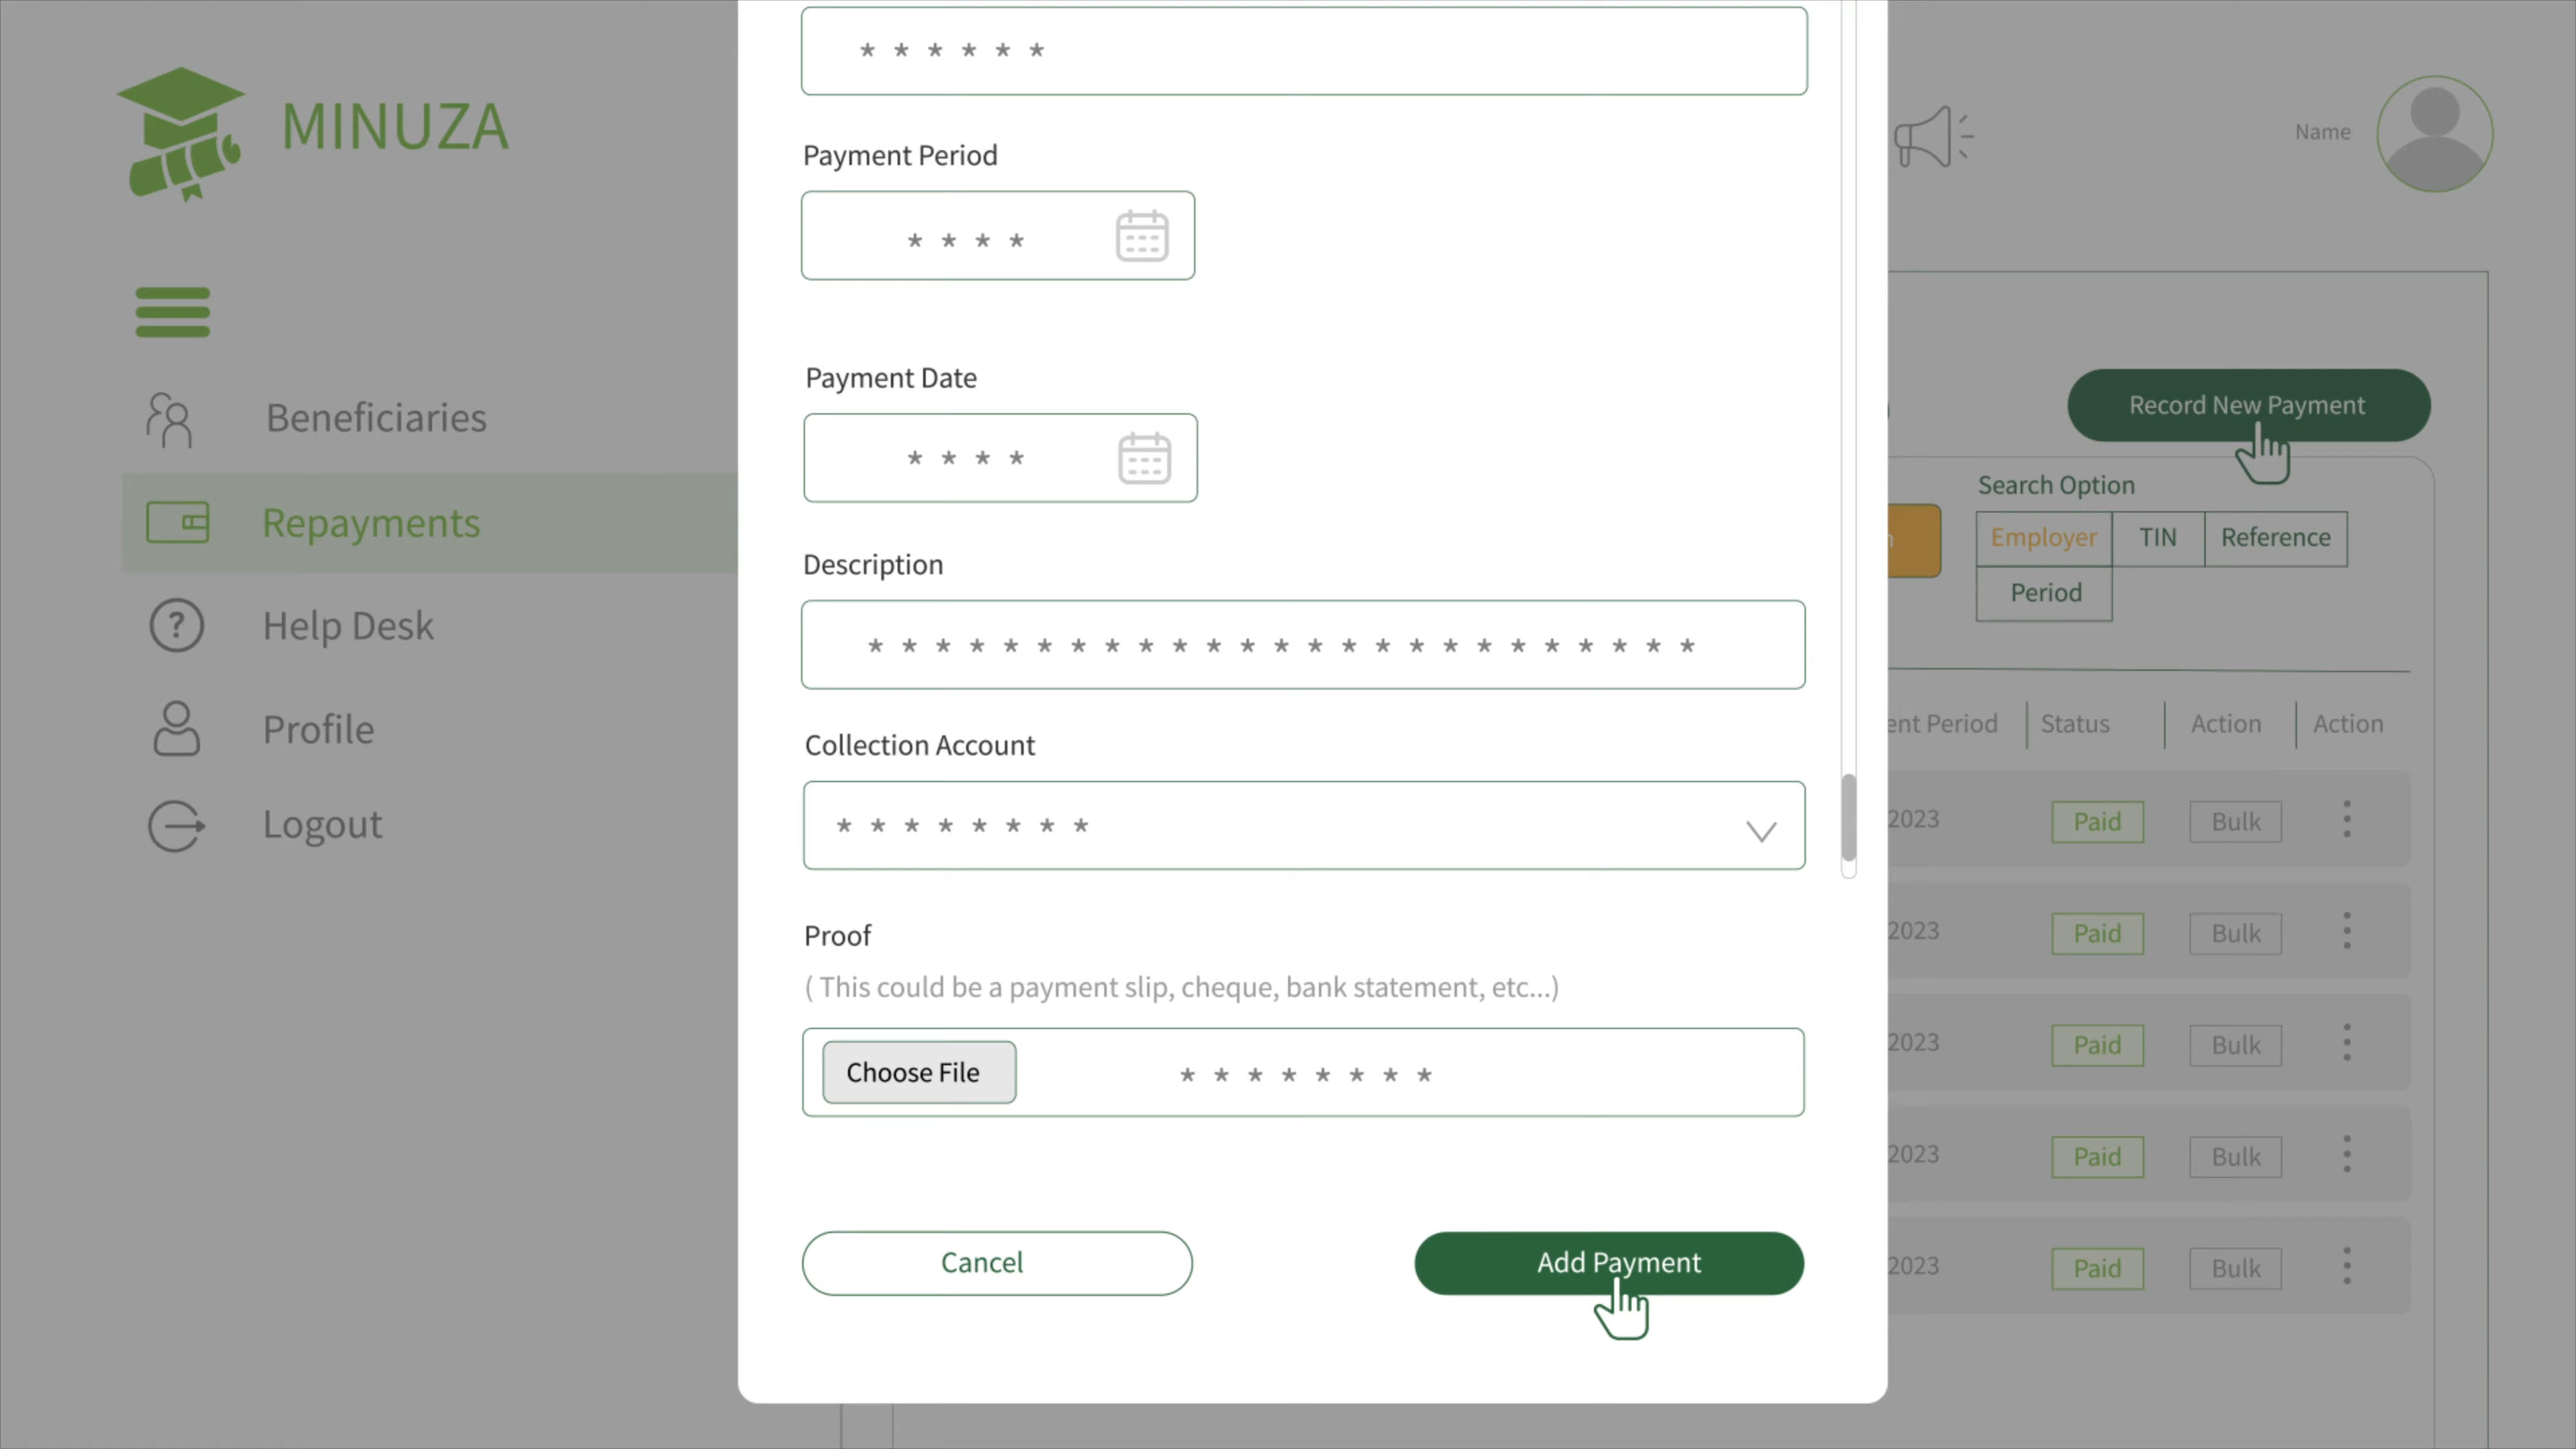 MINUZA
Beneficiaries
Repayments
Help Desk
Profile
Logout
* * * * * *
Payment Period
* * * *
Payment Date
* * * *
Description
* * * * * * * * * * * * * * * * * * * * * * * * *
Collection Account
* * * * * * * *
Proof
( This could be a payment slip, cheque, bank statement, etc...)
Choose File * * * * * * * *
Cancel Add Payment
Name
Record New Payment
Search Option
Employer TIN Reference
Period
Period Status Action Action
2023 Paid Bulk
2023 Paid Bulk
2023 Paid Bulk
2023 Paid Bulk
2023 Paid Bulk